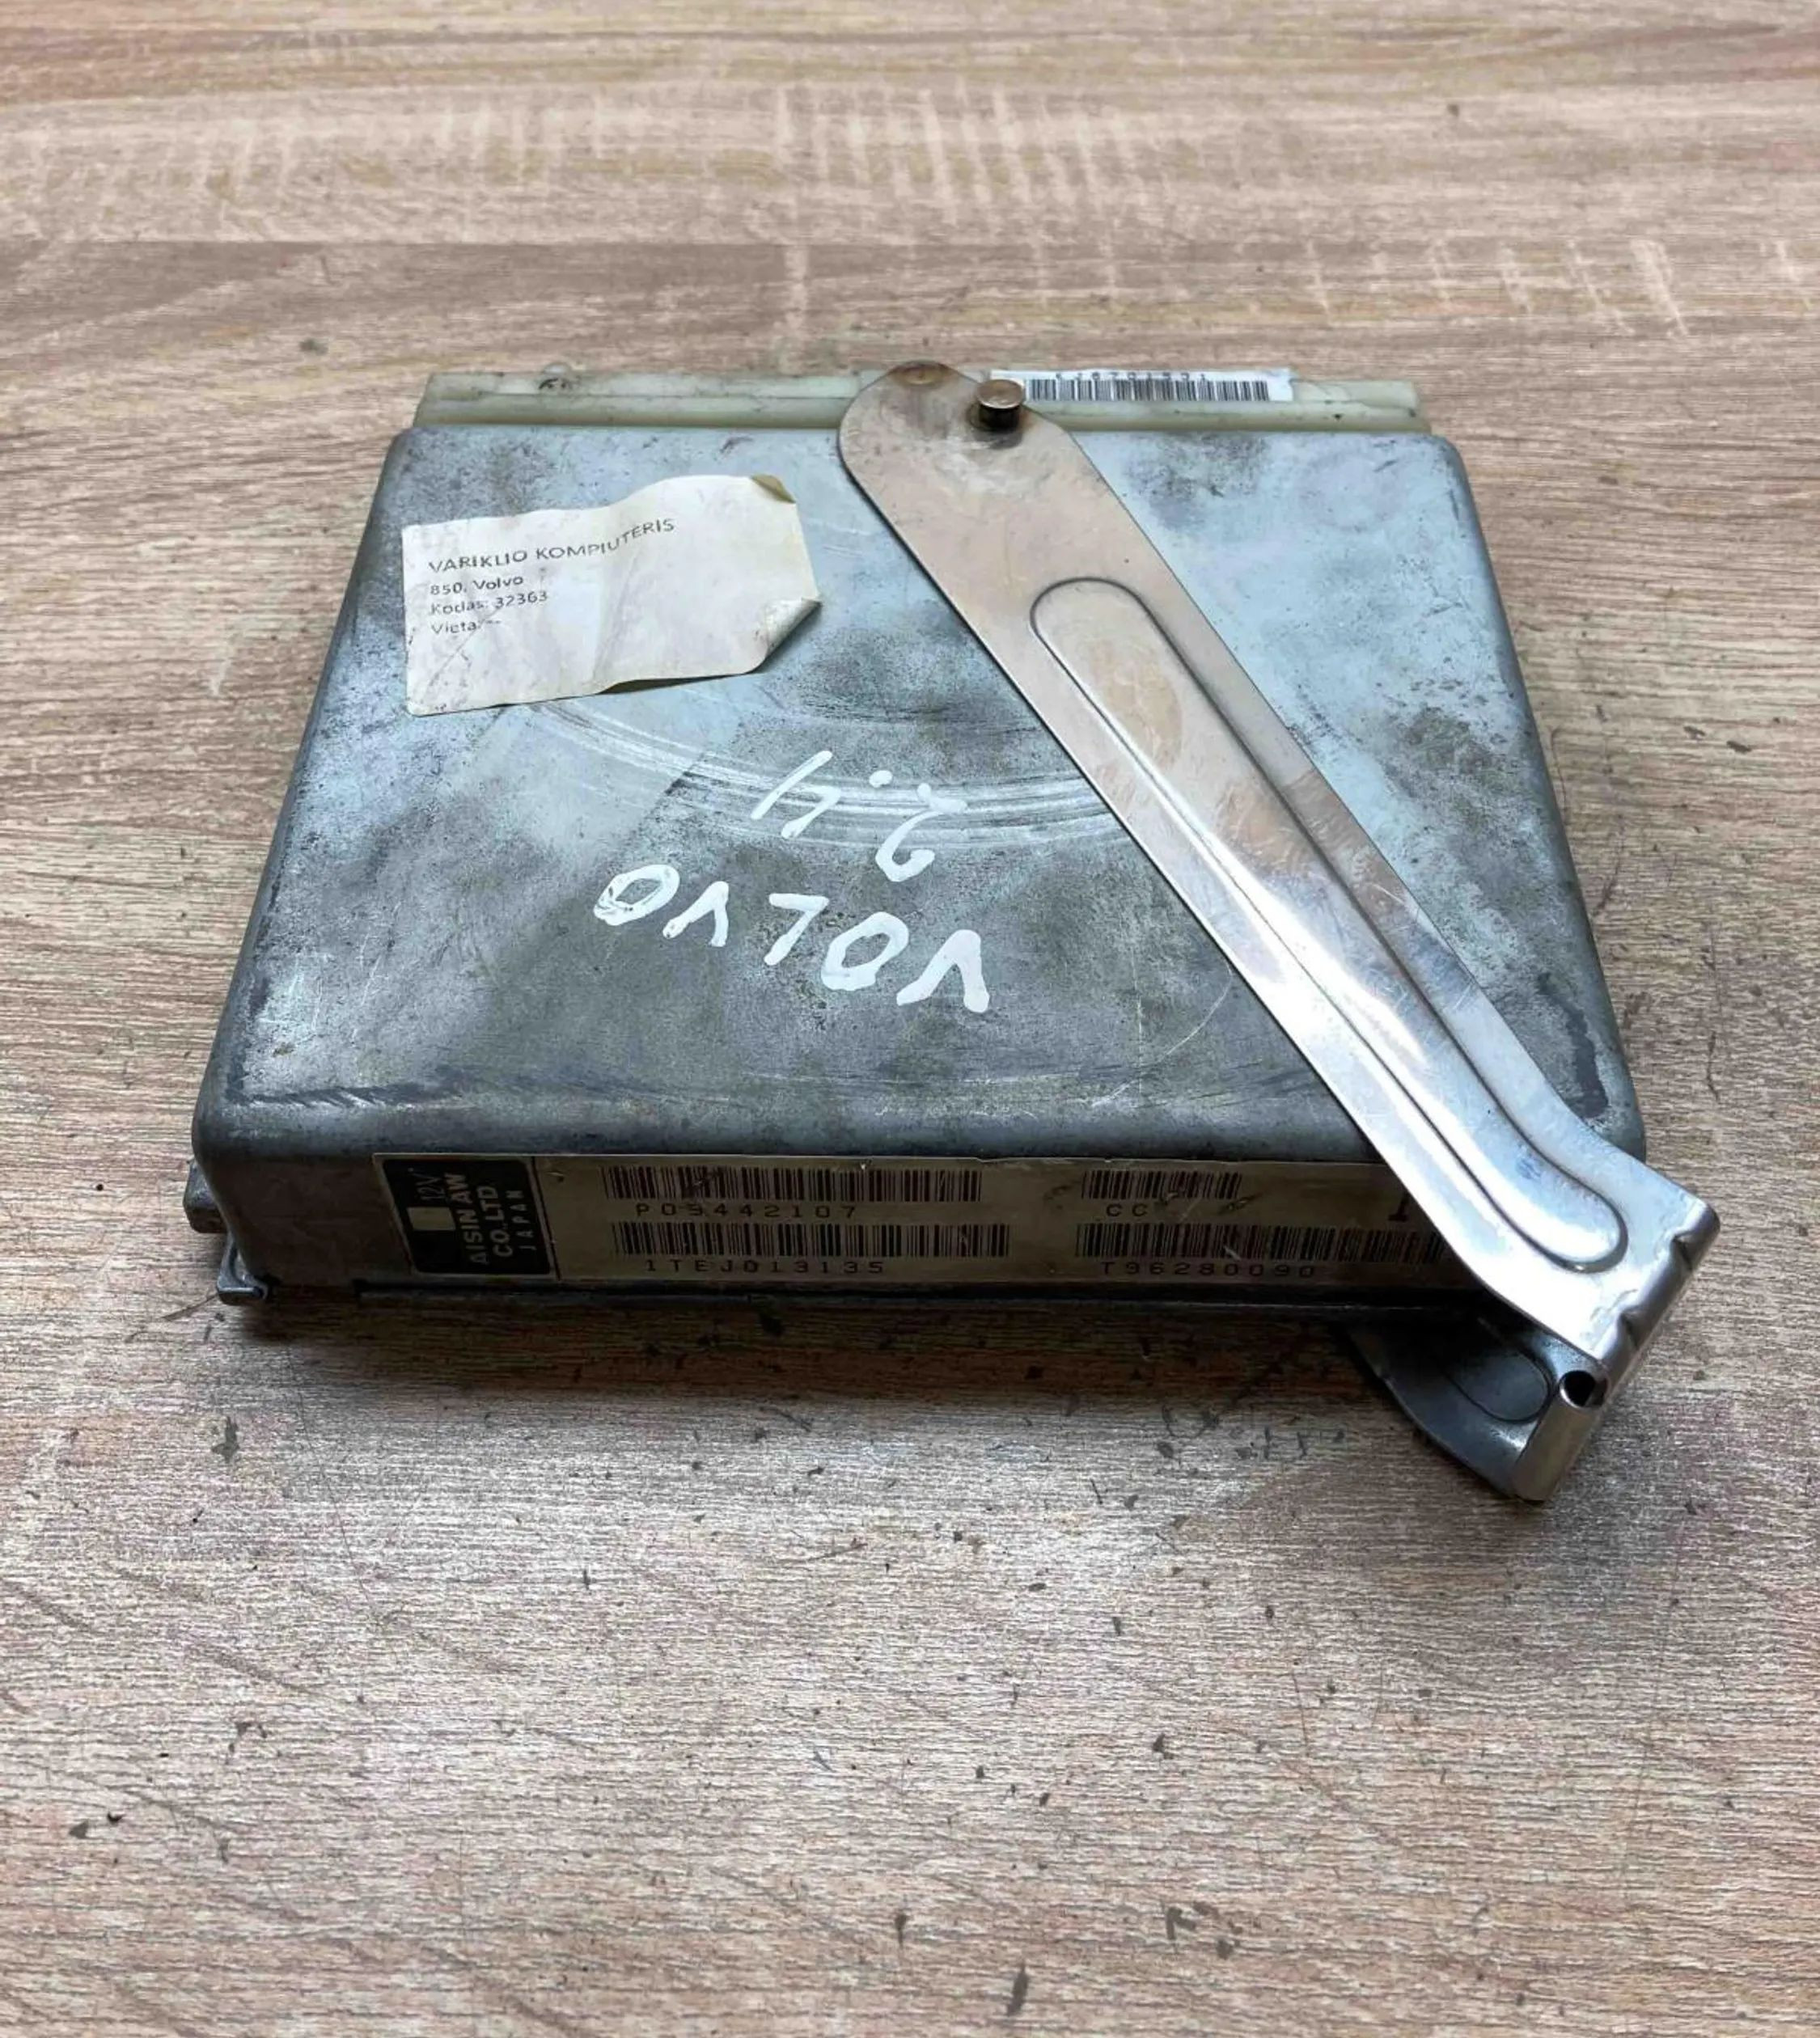 VARIKLIO KOMPIUTERIS
850, Volvo
Kodas: 32363
Vieta: --
VOLVO
2.4
12V
AISIN AW
CO.,LTD.
JAPAN
P09442107
CC
1
1TEJ013135
T96280090